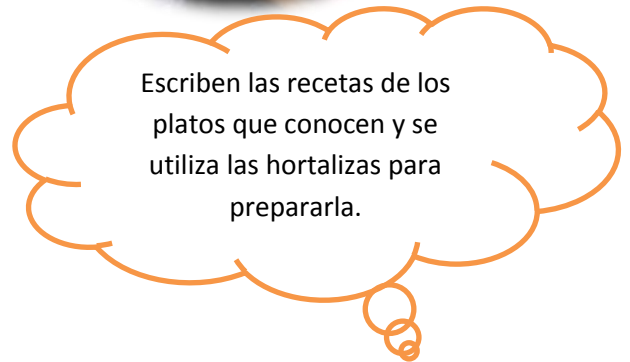 Escriben las recetas de los
platos que conocen y se
utiliza las hortalizas para
prepararla.